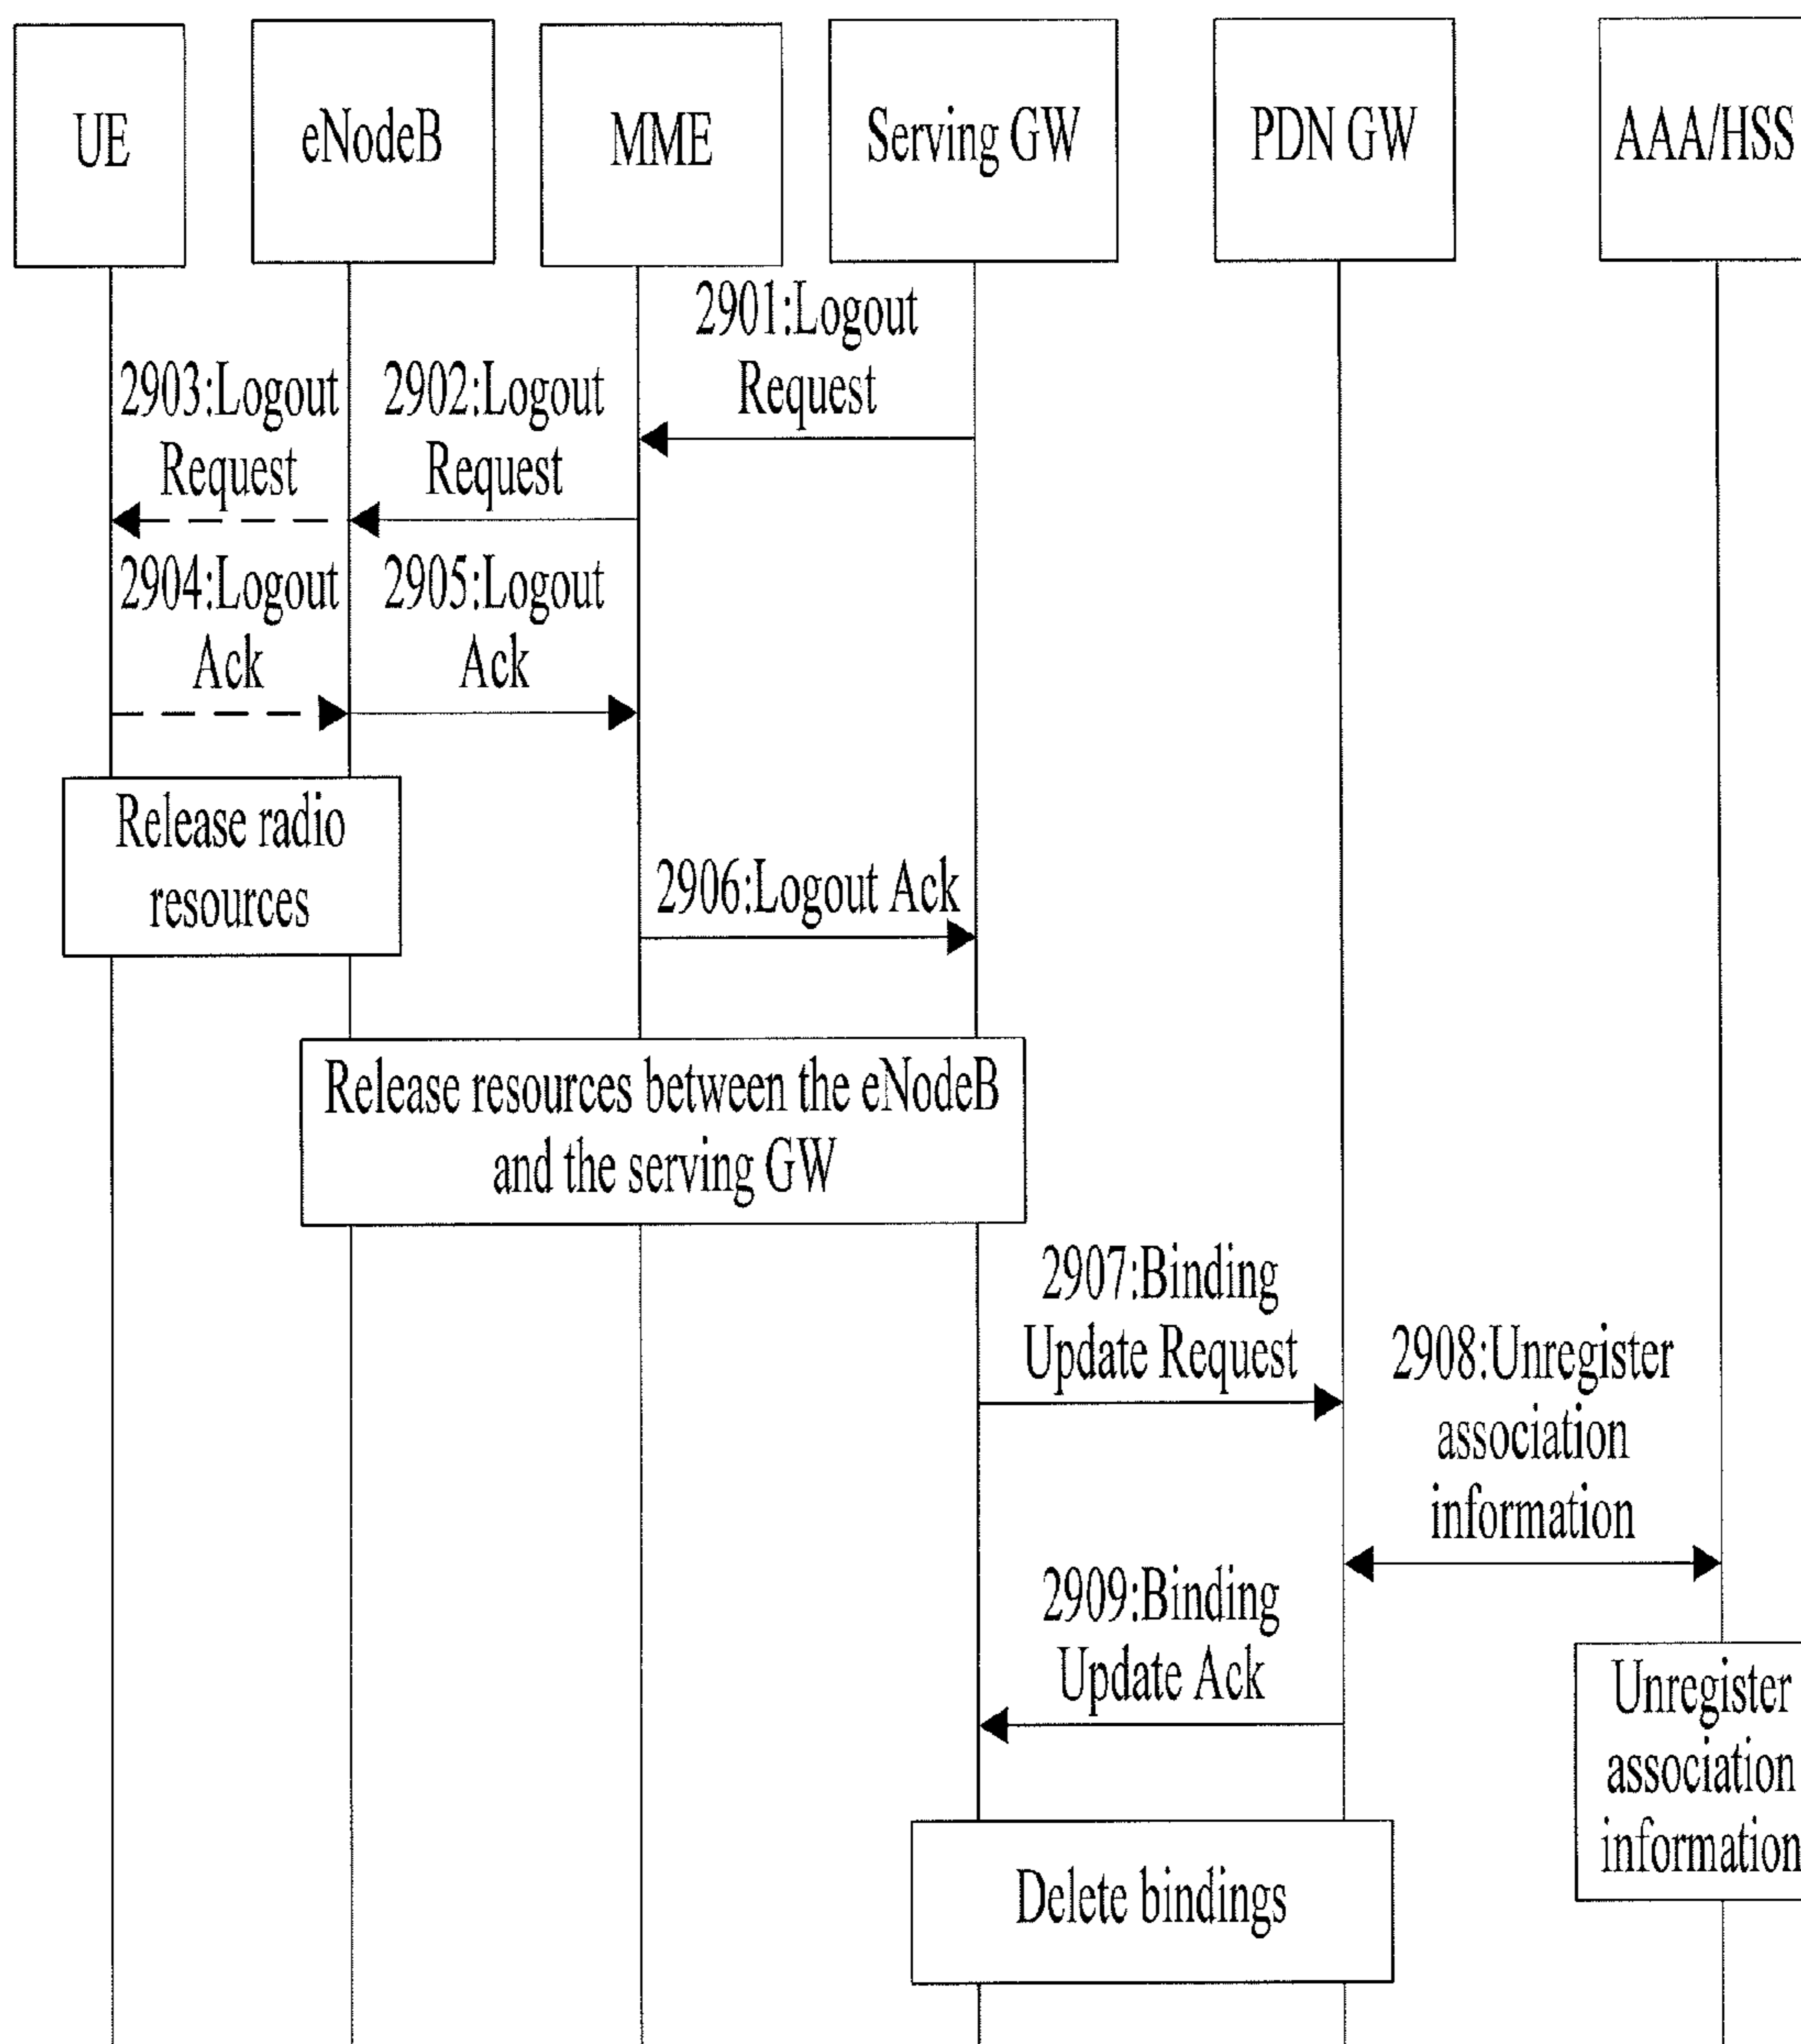 UE
eNodeB
MME
Serving GW
PDN GW
AAA/HSS
2901:Logout
Request
2903:Logout
Request
2902:Logout
Request
2904:Logout
Ack
2905:Logout
Ack
Release radio
resources
2906:Logout Ack
Release resources between the eNodeB
and the serving GW
2907:Binding
Update Request
2908:Unregister
association
information
2909:Binding
Update Ack
Unregister
association
information
Delete bindings